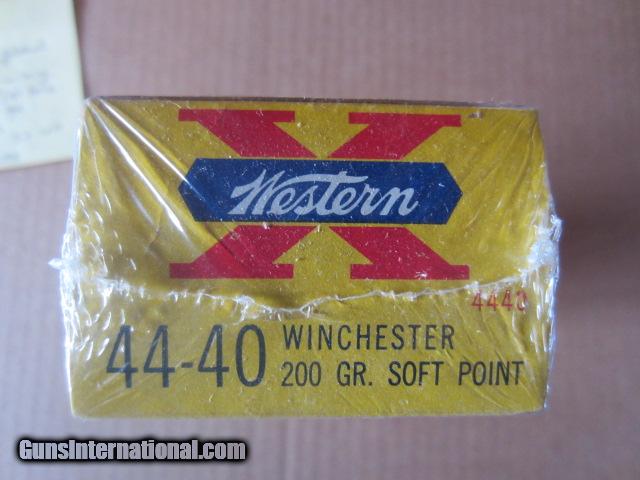 X
Western
4440
44-40 WINCHESTER
200 GR. SOFT POINT
GunsInternational.com